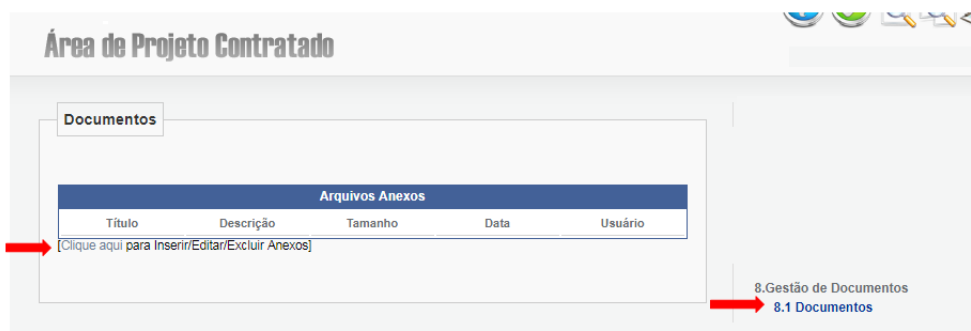 Área de Projeto Contratado
Documentos
Arquivos Anexos
Título Descrição Tamanho Data Usuário
[Clique aqui para Inserir/Editar/Excluir Anexos]
8.Gestão de Documentos
8.1 Documentos